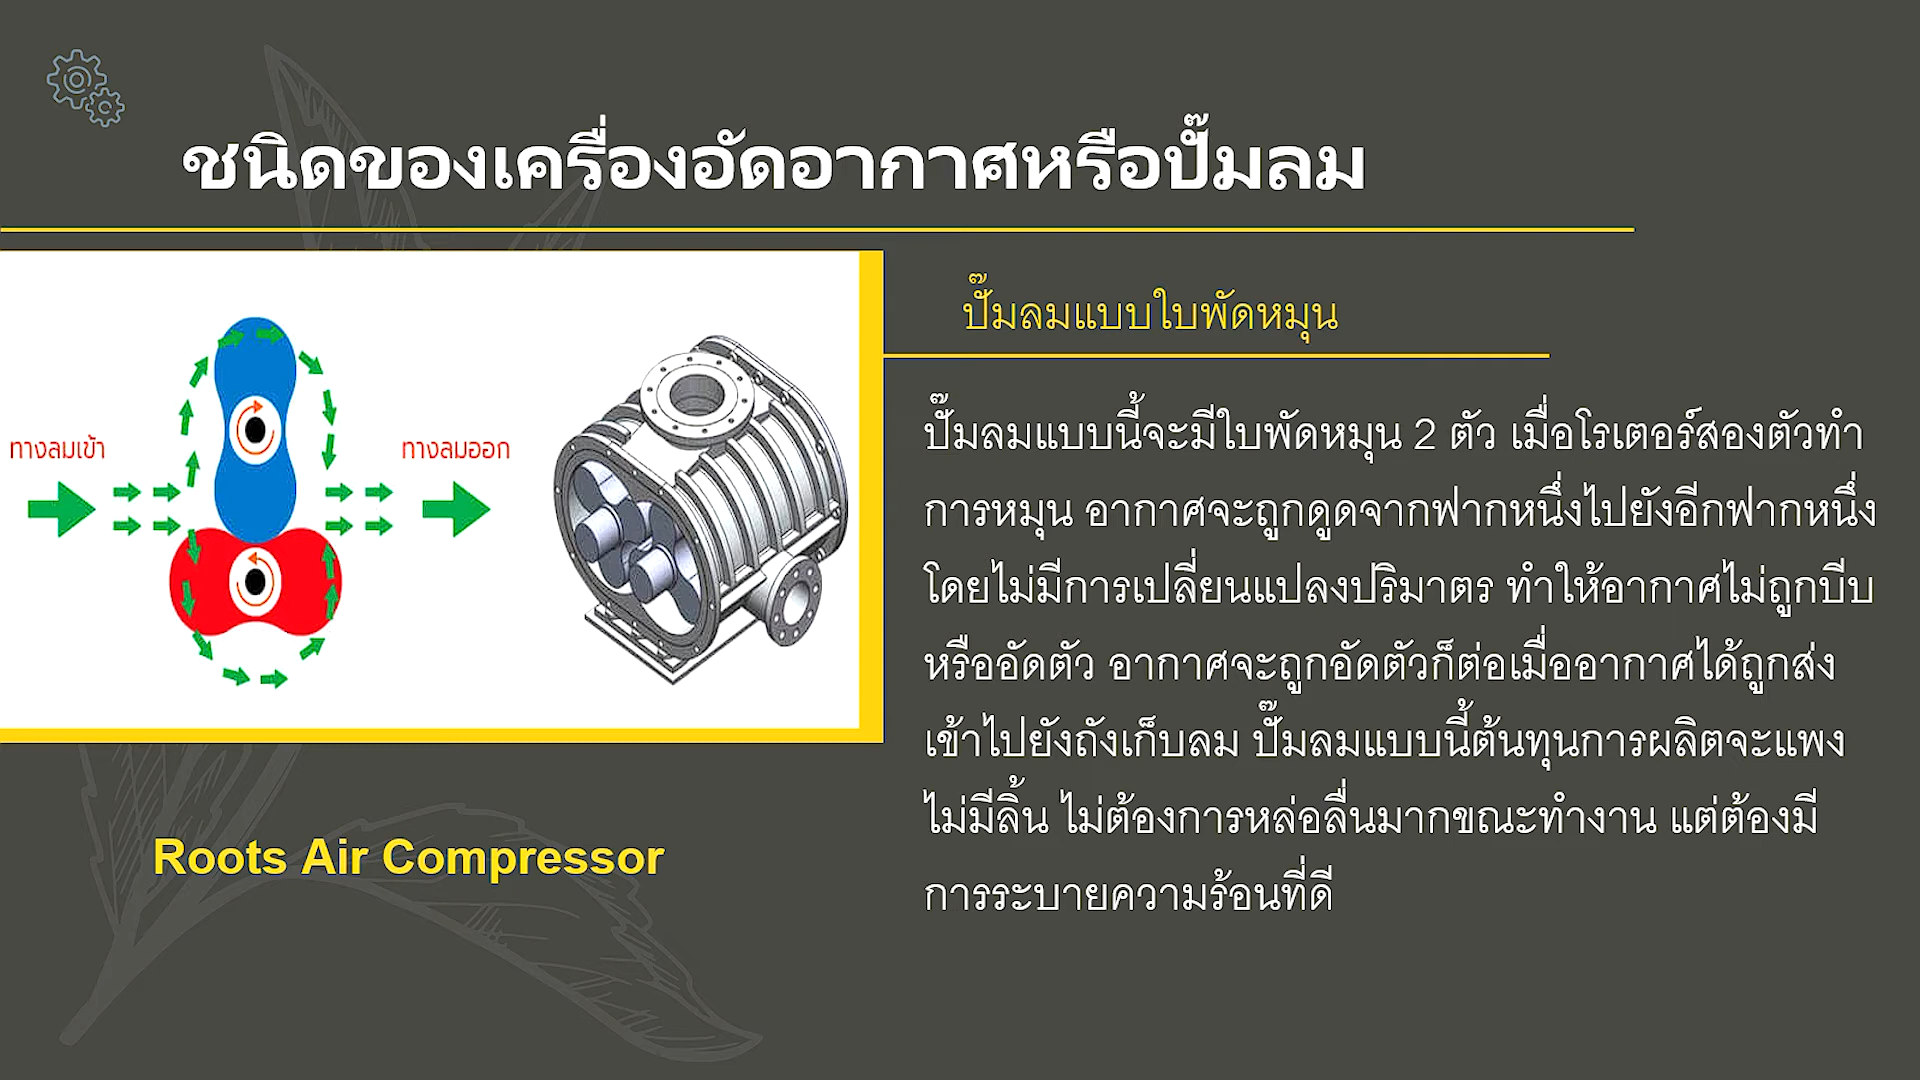 ชนิดของเครื่องอัดอากาศหรือปั๊มลม
ปั๊มลมแบบใบพัดหมุน
ทางลมเข้า
ทางลมออก
ปั๊มลมแบบนี้จะมีใบพัดหมุน 2 ตัว เมื่อโรเตอร์สองตัวทำ
การหมุน อากาศจะถูกดูดจากฟากหนึ่งไปยังอีกฟากหนึ่ง
โดยไม่มีการเปลี่ยนแปลงปริมาตร ทำให้อากาศไม่ถูกบีบ
หรืออัดตัว อากาศจะถูกอัดตัวก็ต่อเมื่ออากาศได้ถูกส่ง
เข้าไปยังถังเก็บลม ปั๊มลมแบบนี้ต้นทุนการผลิตจะแพง
ไม่มีลิ้น ไม่ต้องการหล่อลื่นมากขณะทำงาน แต่ต้องมี
การระบายความร้อนที่ดี
Roots Air Compressor